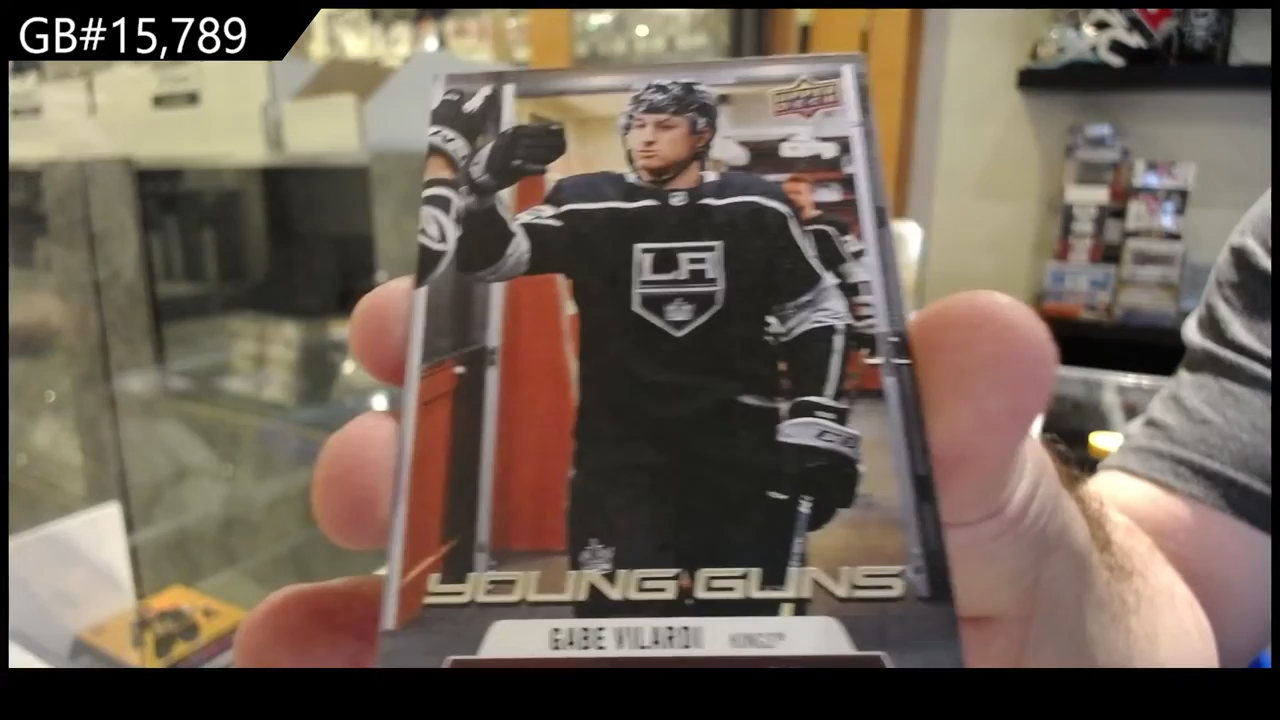 GB#15,789
UPPER DECK
LA
YOUNG GUNS
GABE VILARDI KINGS